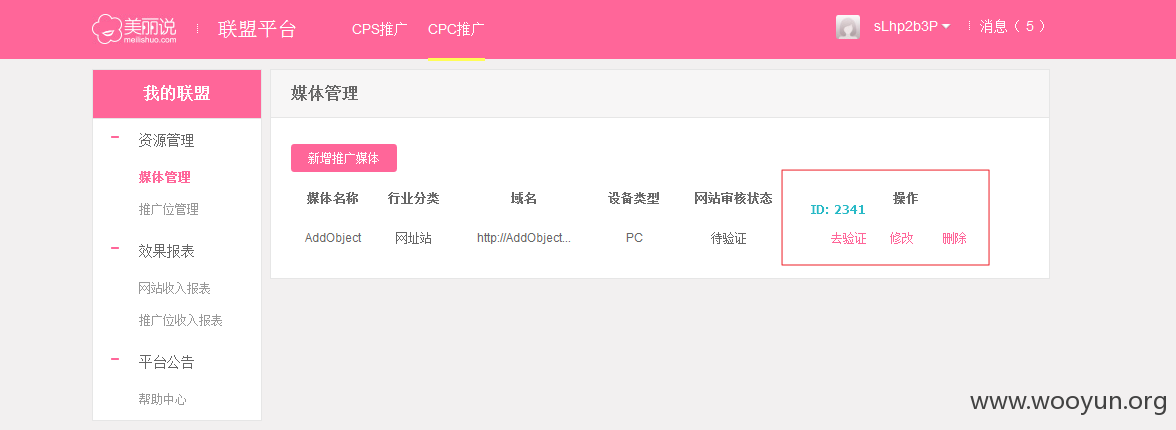 美丽说 meilishuo.com 联盟平台 CPS推广 CPC推广 sLhp2b3P 消息（ 5 ）
我的联盟
资源管理
媒体管理
推广位管理
效果报表
网站收入报表
推广位收入报表
平台公告
帮助中心
媒体管理
新增推广媒体
媒体名称 行业分类 域名 设备类型 网站审核状态 操作
ID: 2341
AddObject 网址站 http://AddObject... PC 待验证 去验证 修改 删除
www.wooyun.org